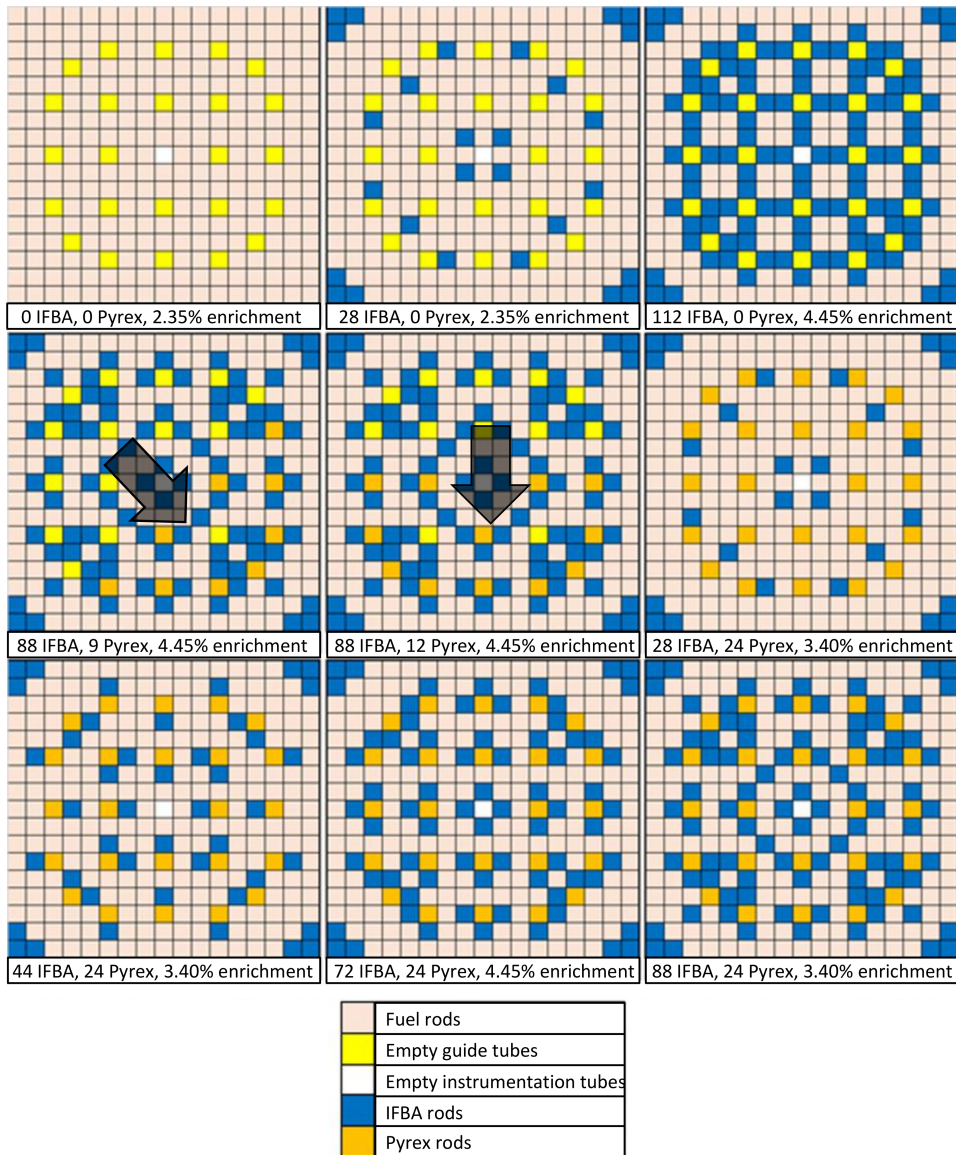 0 IFBA, 0 Pyrex, 2.35% enrichment
28 IFBA, 0 Pyrex, 2.35% enrichment
112 IFBA, 0 Pyrex, 4.45% enrichment
88 IFBA, 9 Pyrex, 4.45% enrichment
88 IFBA, 12 Pyrex, 4.45% enrichment
28 IFBA, 24 Pyrex, 3.40% enrichment
44 IFBA, 24 Pyrex, 3.40% enrichment
72 IFBA, 24 Pyrex, 4.45% enrichment
88 IFBA, 24 Pyrex, 3.40% enrichment
Fuel rods
Empty guide tubes
Empty instrumentation tubes
IFBA rods
Pyrex rods